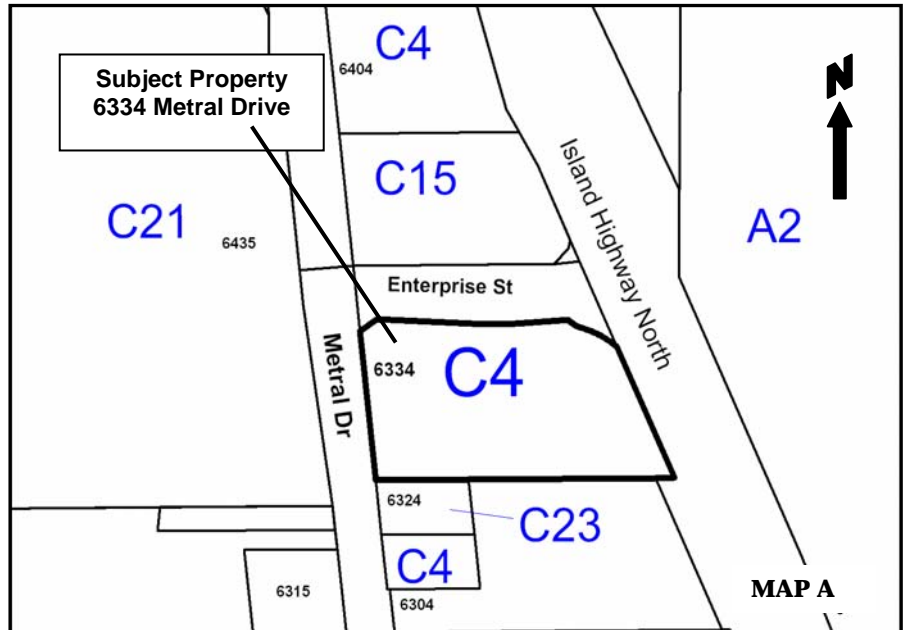 C4
6404
Subject Property
6334 Metral Drive
N
C15
Island Highway North
C21
6435
A2
Enterprise St
Metral Dr
6334
C4
6324
C23
C4
6315
6304
MAP A